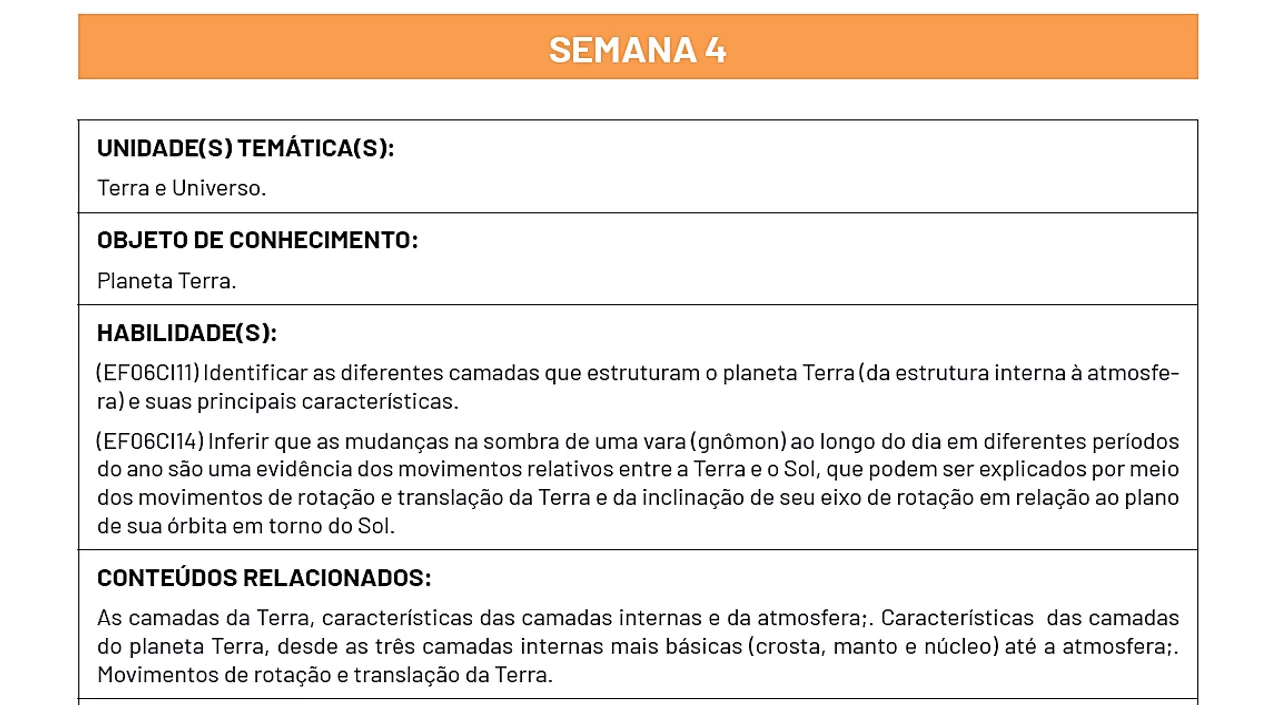 SEMANA 4
UNIDADE(S) TEMÁTICA(S):
Terra e Universo.
OBJETO DE CONHECIMENTO:
Planeta Terra.
HABILIDADE(S):
(EF06CI11) Identificar as diferentes camadas que estruturam o planeta Terra (da estrutura interna à atmosfe-
ra) e suas principais características.
(EF06CI14) Inferir que as mudanças na sombra de uma vara (gnômon) ao longo do dia em diferentes períodos
do ano são uma evidência dos movimentos relativos entre a Terra e o Sol, que podem ser explicados por meio
dos movimentos de rotação e translação da Terra e da inclinação de seu eixo de rotação em relação ao plano
de sua órbita em torno do Sol.
CONTEÚDOS RELACIONADOS:
As camadas da Terra, características das camadas internas e da atmosfera;. Características  das camadas
do planeta Terra, desde as três camadas internas mais básicas (crosta, manto e núcleo) até a atmosfera;.
Movimentos de rotação e translação da Terra.